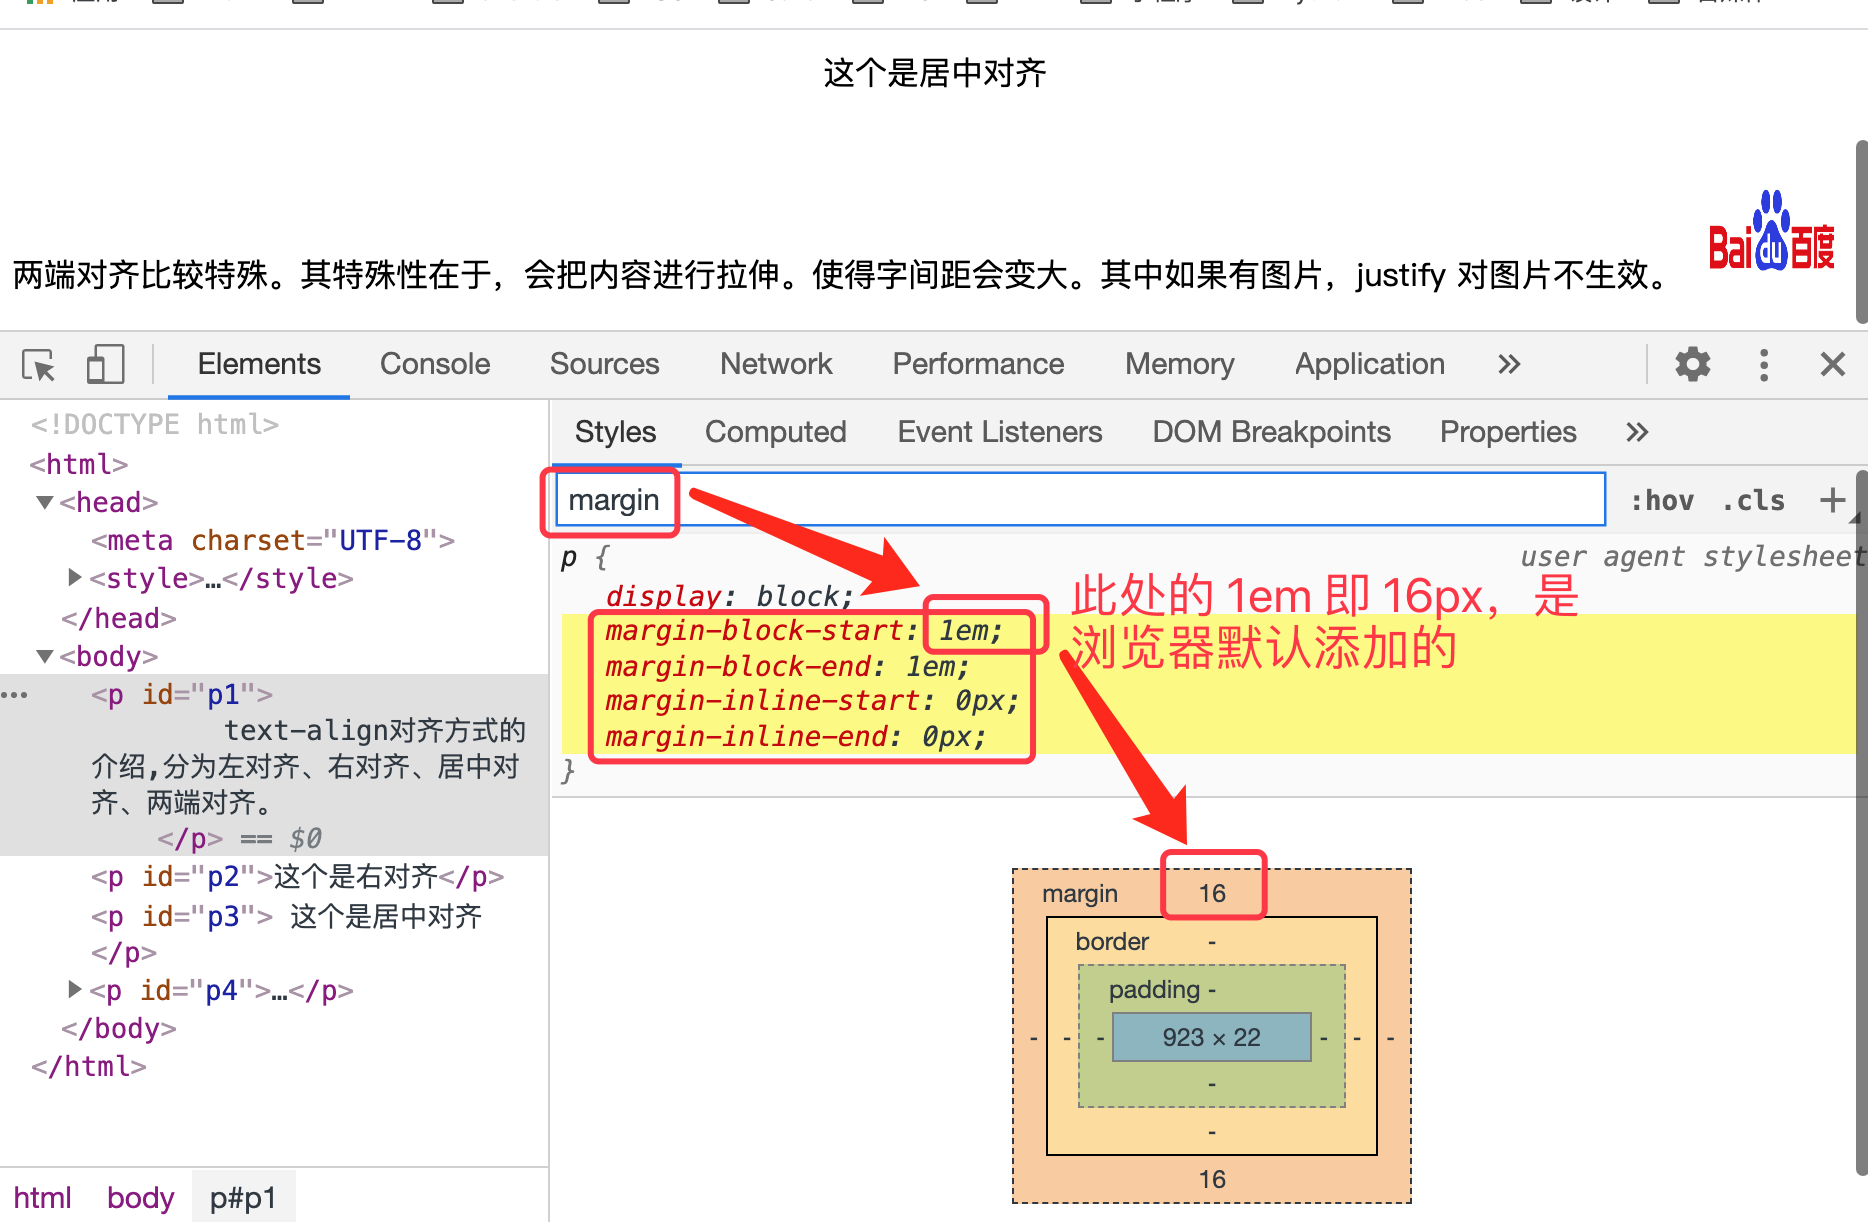 这个是居中对齐
两端对齐比较特殊。其特殊性在于，会把内容进行拉伸。使得字间距会变大。其中如果有图片，justify 对图片不生效。
Bai du 百度
Elements Console Sources Network Performance Memory Application »
<!DOCTYPE html>
<html>
▼<head>
<meta charset="UTF-8">
▶<style>…</style>
</head>
▼<body>
<p id="p1">
text-align对齐方式的
介绍,分为左对齐、右对齐、居中对
齐、两端对齐。
</p> == $0
<p id="p2">这个是右对齐</p>
<p id="p3"> 这个是居中对齐
</p>
▶<p id="p4">…</p>
</body>
</html>
html body p#p1
Styles Computed Event Listeners DOM Breakpoints Properties »
margin :hov .cls +
p { user agent stylesheet
display: block;
margin-block-start: 1em;
margin-block-end: 1em;
margin-inline-start: 0px;
margin-inline-end: 0px;
}
此处的 1em 即 16px，是
浏览器默认添加的
margin 16
border -
padding -
- - - 923 × 22 - - -
-
-
16